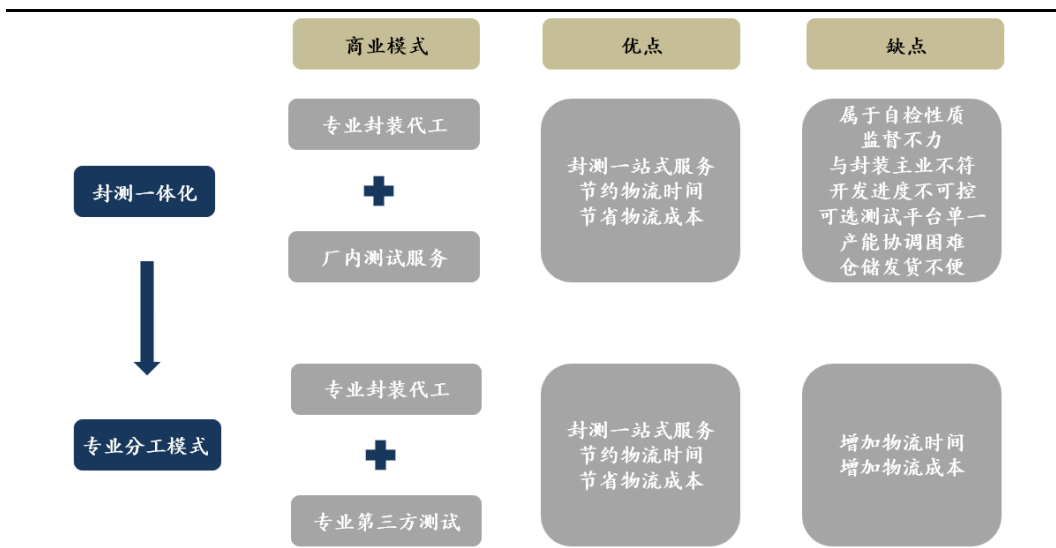 商业模式
优点
缺点
封测一体化
专业封装代工
厂内测试服务
封测一站式服务
节约物流时间
节省物流成本
属于自检性质
监督不力
与封装主业不符
开发进度不可控
可选测试平台单一
产能协调困难
仓储发货不便
专业分工模式
专业封装代工
专业第三方测试
封测一站式服务
节约物流时间
节省物流成本
增加物流时间
增加物流成本